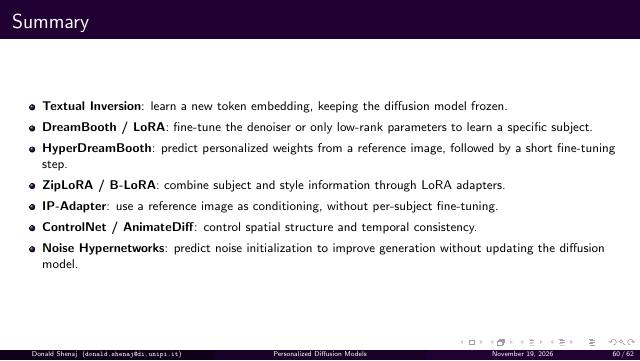 Summary
Textual Inversion: learn a new token embedding, keeping the diffusion model frozen.
DreamBooth / LoRA: fine-tune the denoiser or only low-rank parameters to learn a specific subject.
HyperDreamBooth: predict personalized weights from a reference image, followed by a short fine-tuning
step.
ZipLoRA / B-LoRA: combine subject and style information through LoRA adapters.
IP-Adapter: use a reference image as conditioning, without per-subject fine-tuning.
ControlNet / AnimateDiff: control spatial structure and temporal consistency.
Noise Hypernetworks: predict noise initialization to improve generation without updating the diffusion
model.
Donald Shenaj (donald.shenaj@di.unipi.it) Personalized Diffusion Models November 19, 2026 60 / 62